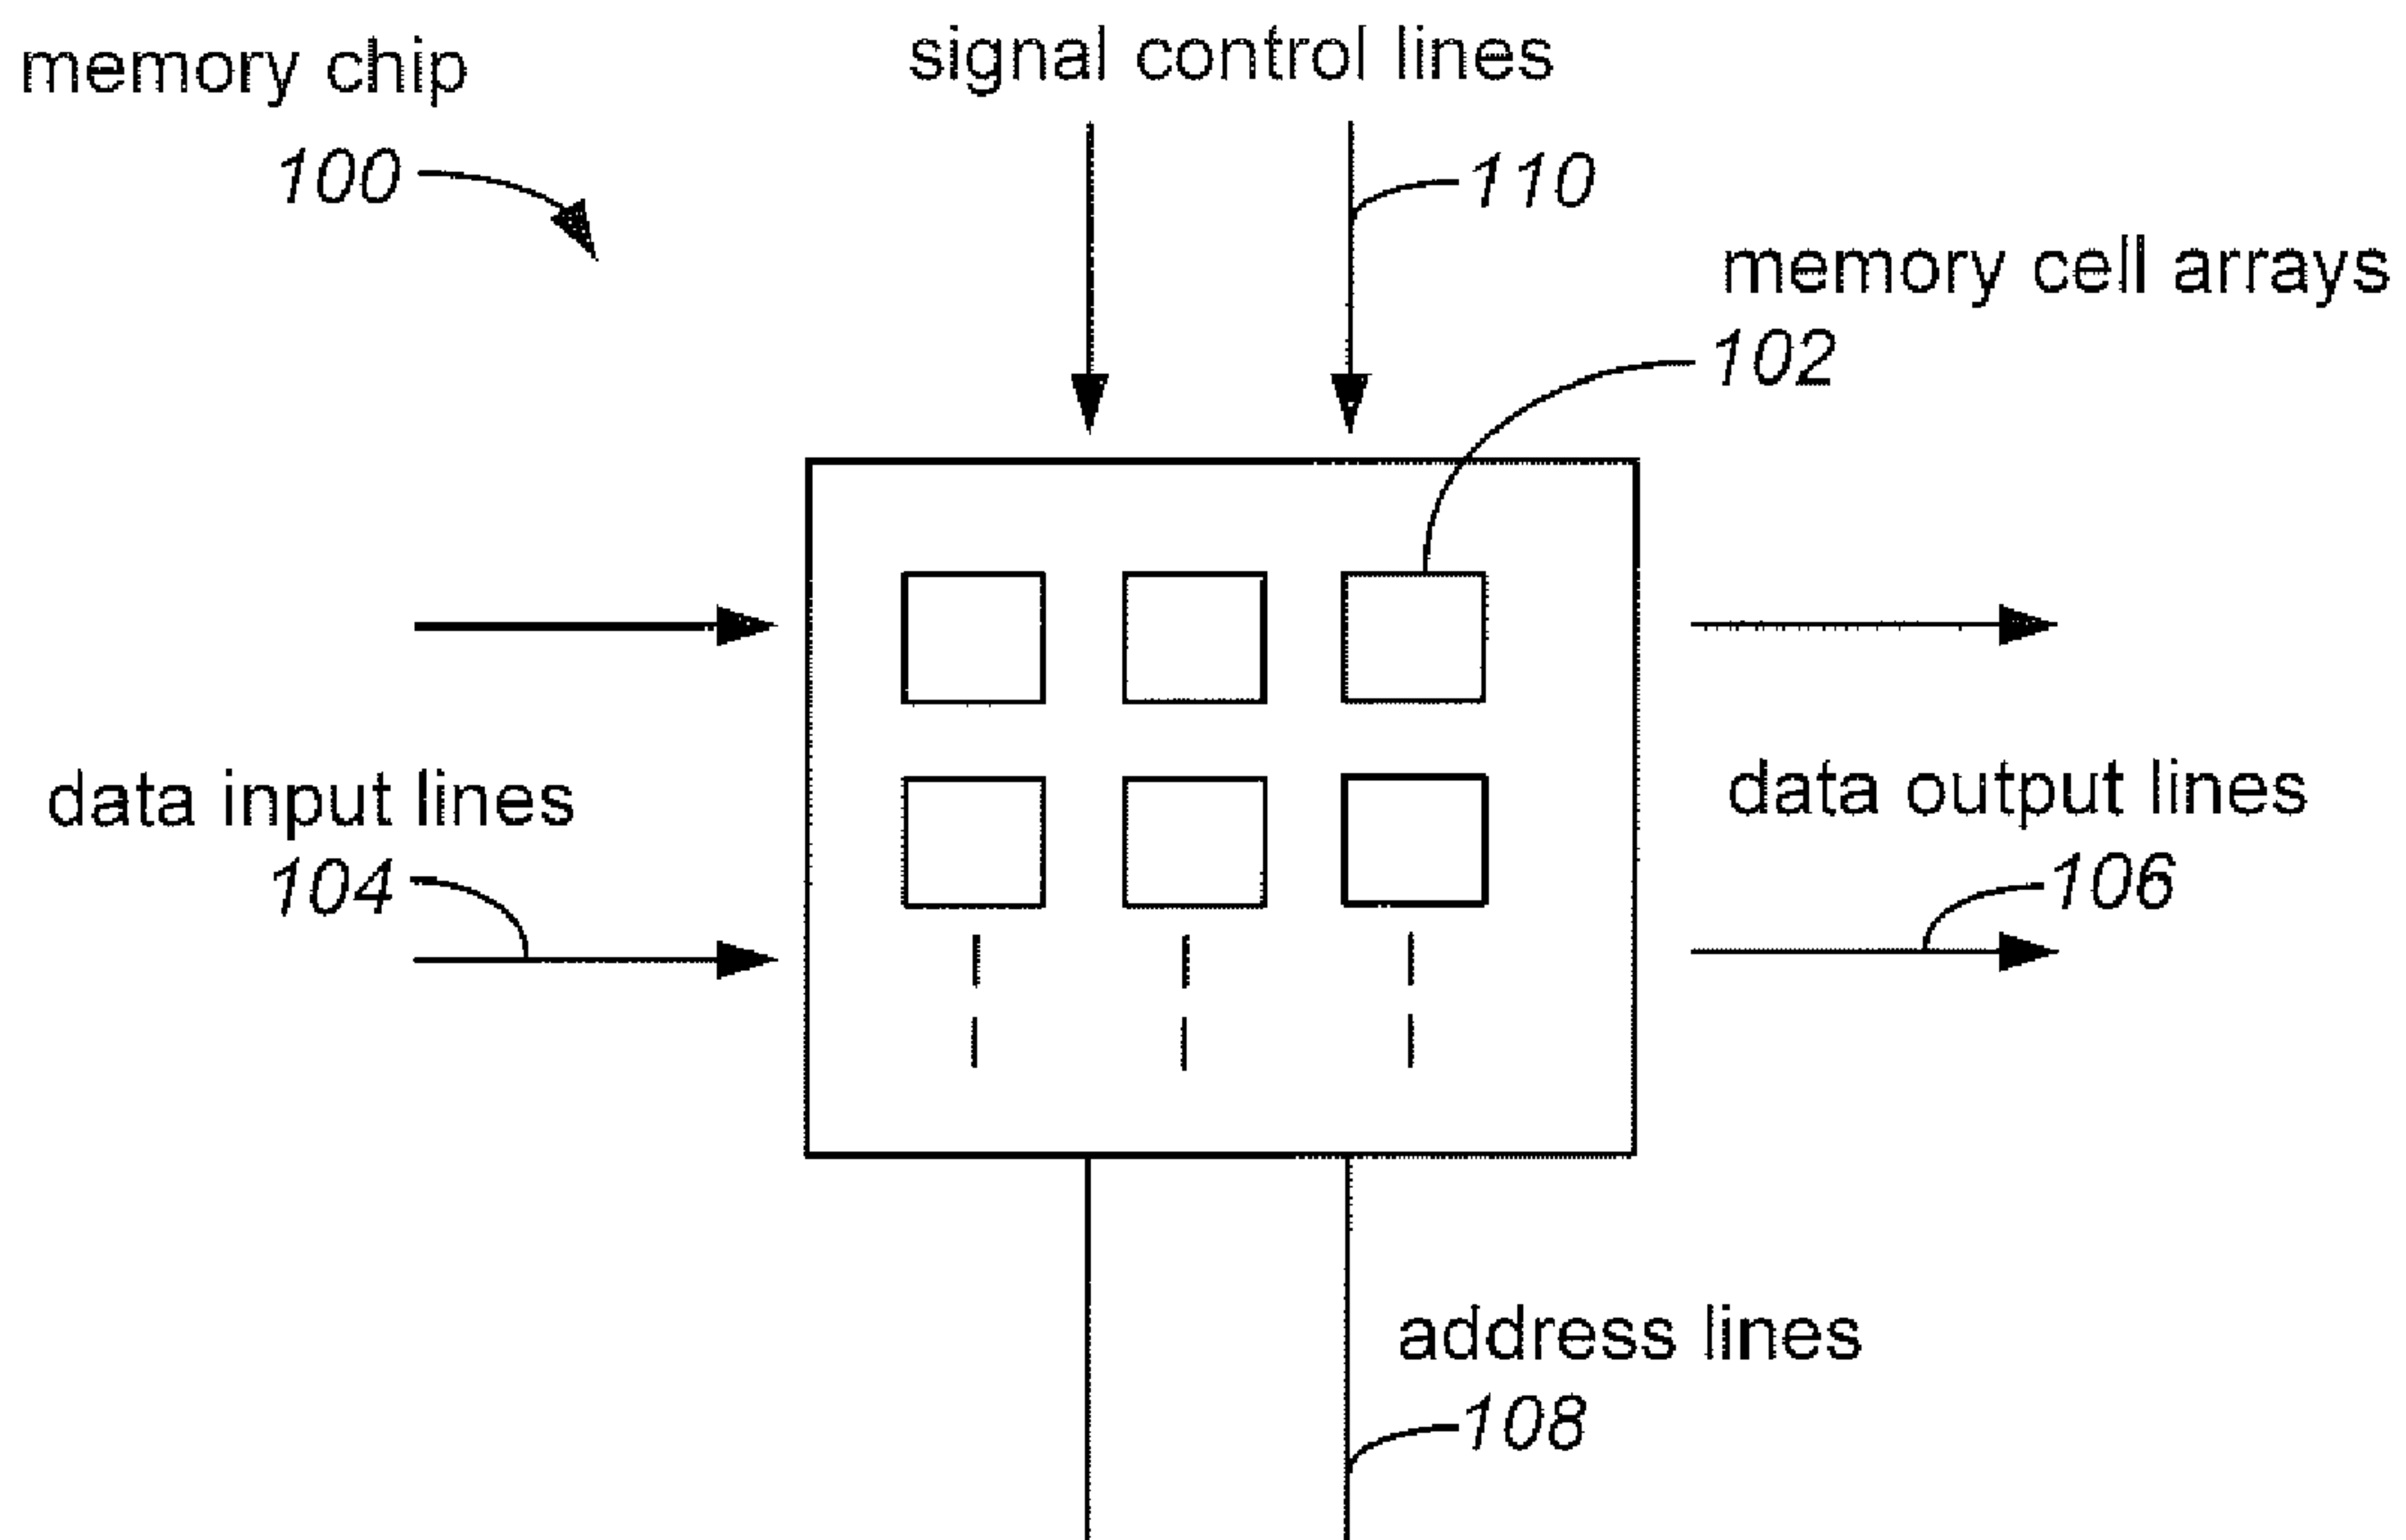 memory chip
100
signal control lines
110
memory cell arrays
102
data input lines
104
data output lines
106
address lines
108